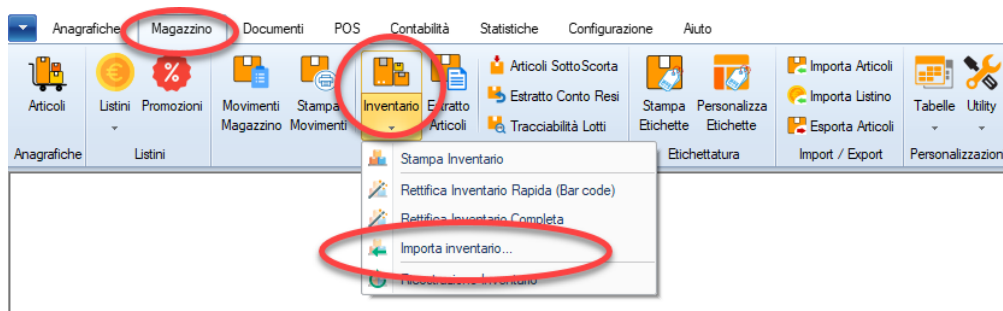 Anagrafiche Magazzino Documenti POS Contabilità Statistiche Configurazione Aiuto
Articoli
Listini
Promozioni
Movimenti
Magazzino
Stampa
Movimenti
Inventario
Estratto
Articoli
Articoli SottoScorta
Estratto Conto Resi
Tracciabilità Lotti
Stampa
Etichette
Personalizza
Etichette
Importa Articoli
Importa Listino
Esporta Articoli
Tabelle
Utility
Anagrafiche Listini Etichettatura Import / Export Personalizzazion
Stampa Inventario
Rettifica Inventario Rapida (Bar code)
Rettifica Inventario Completa
Importa inventario...
Inventario